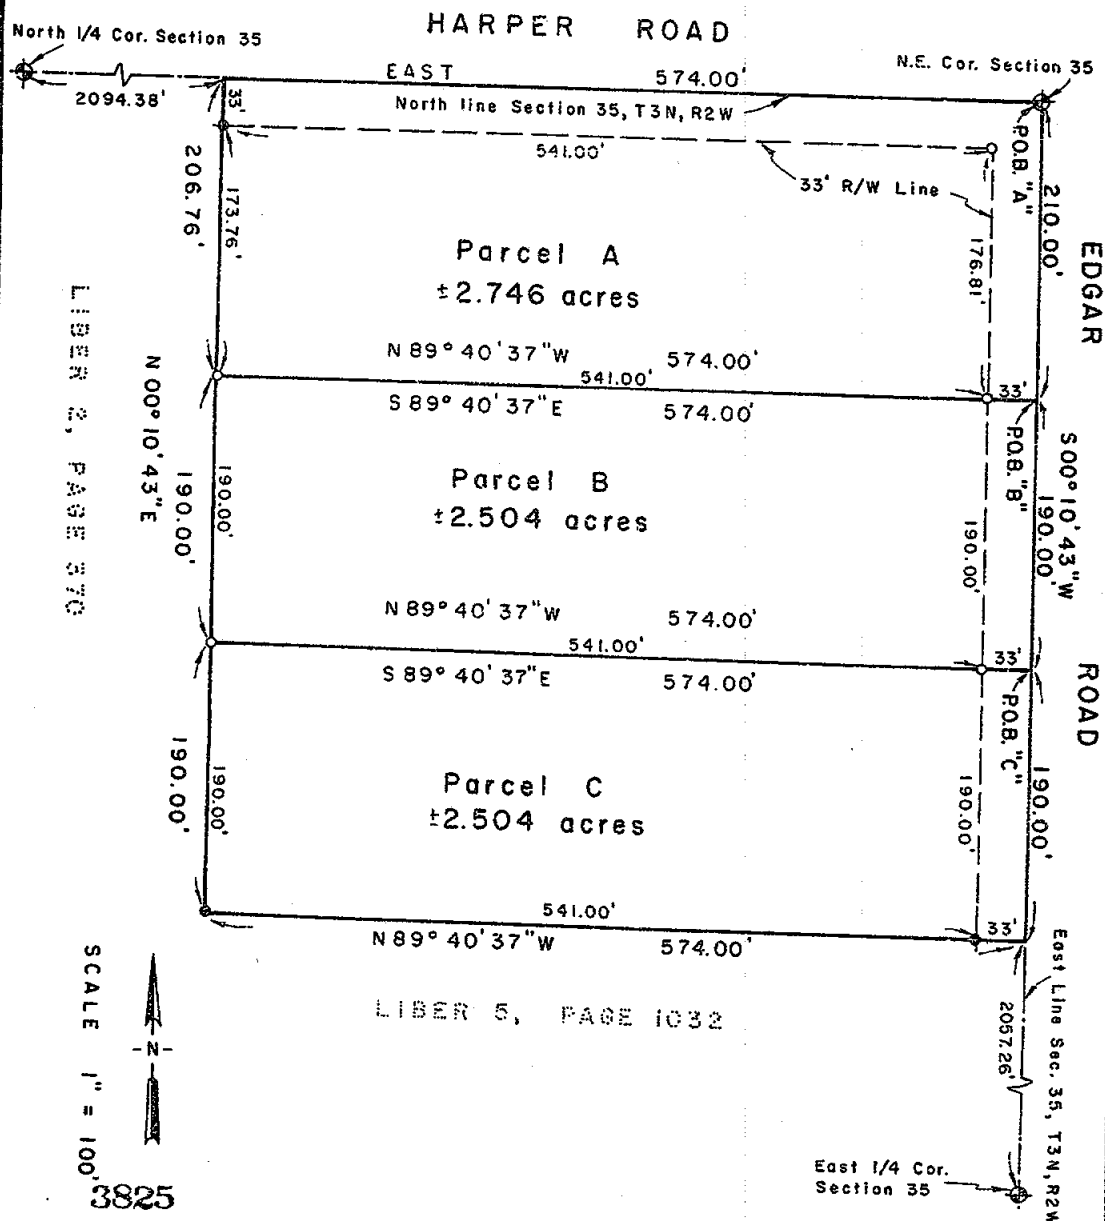 HARPER ROAD
North 1/4 Cor. Section 35
N.E. Cor. Section 35
EAST 574.00'
2094.38'
North line Section 35, T3N, R2W
33'
541.00'
33' R/W Line
P.O.B. "A"
210.00'
EDGAR
206.76'
173.76'
176.81'
Parcel A
±2.746 acres
N 89° 40' 37" W 574.00'
541.00'
33'
S 89° 40' 37" E 574.00'
LIBER 2, PAGE 370
N 00° 10' 43" E
190.00'
190.00'
Parcel B
±2.504 acres
190.00'
P.O.B. "B"
190.00'
S 00° 10' 43" W
N 89° 40' 37" W 574.00'
541.00'
33'
S 89° 40' 37" E 574.00'
ROAD
190.00'
190.00'
Parcel C
±2.504 acres
190.00'
P.O.B. "C"
190.00'
541.00'
33'
N 89° 40' 37" W 574.00'
LIBER 5, PAGE 1032
East Line Sec. 35, T3N, R2W
2057.26'
SCALE 1" = 100'
-N-
East 1/4 Cor.
Section 35
3825